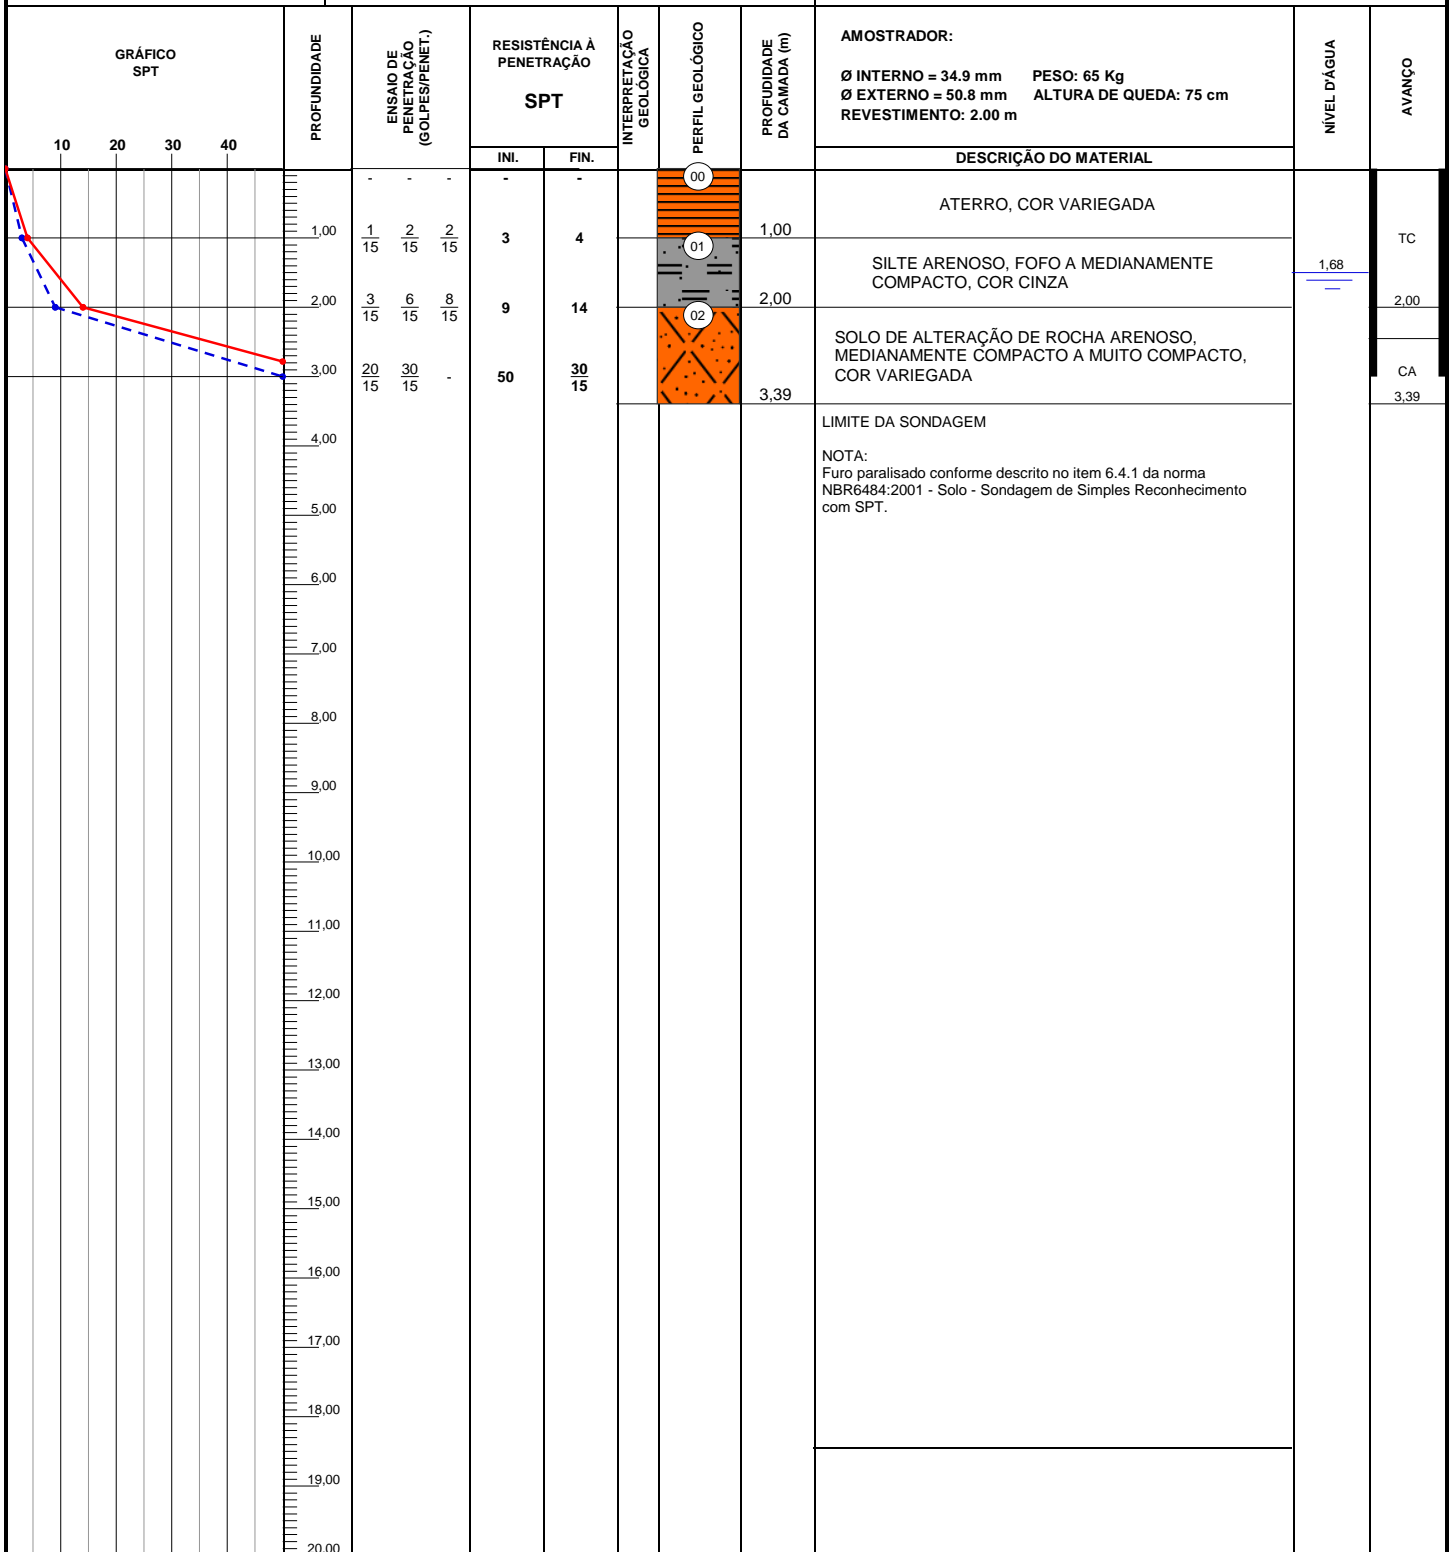 GRÁFICO
SPT
10 20 30 40
PROFUNDIDADE
ENSAIO DE
PENETRAÇÃO
(GOLPES/PENET.)
RESISTÊNCIA À
PENETRAÇÃO
SPT
INI. FIN.
INTERPRETAÇÃO
GEOLÓGICA
PERFIL GEOLÓGICO
PROFUDIDADE
DA CAMADA (m)
AMOSTRADOR:
Ø INTERNO = 34.9 mm PESO: 65 Kg
Ø EXTERNO = 50.8 mm ALTURA DE QUEDA: 75 cm
REVESTIMENTO: 2.00 m
DESCRIÇÃO DO MATERIAL
NÍVEL D'ÁGUA
AVANÇO
- - - - -
00
ATERRO, COR VARIEGADA
1,00
1/15 2/15 2/15
3 4
1,00
TC
01
SILTE ARENOSO, FOFO A MEDIANAMENTE
COMPACTO, COR CINZA
1,68
2,00
3/15 6/15 8/15
9 14
2,00
2,00
02
SOLO DE ALTERAÇÃO DE ROCHA ARENOSO,
MEDIANAMENTE COMPACTO A MUITO COMPACTO,
COR VARIEGADA
3,00
20/15 30/15 -
50 30/15
CA
3,39
3,39
LIMITE DA SONDAGEM
NOTA:
Furo paralisado conforme descrito no item 6.4.1 da norma
NBR6484:2001 - Solo - Sondagem de Simples Reconhecimento
com SPT.
4,00
5,00
6,00
7,00
8,00
9,00
10,00
11,00
12,00
13,00
14,00
15,00
16,00
17,00
18,00
19,00
20,00